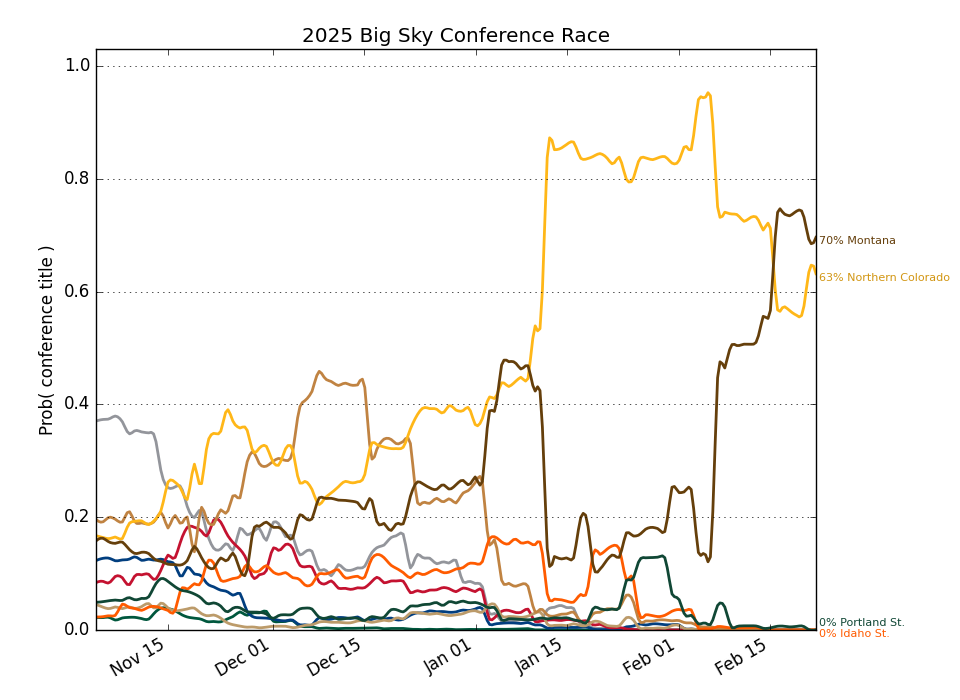 2025 Big Sky Conference Race
1.0
0.8
0.6
0.4
0.2
0.0
Prob( conference title )
70% Montana
63% Northern Colorado
0% Portland St.
0% Idaho St.
Nov 15
Dec 01
Dec 15
Jan 01
Jan 15
Feb 01
Feb 15